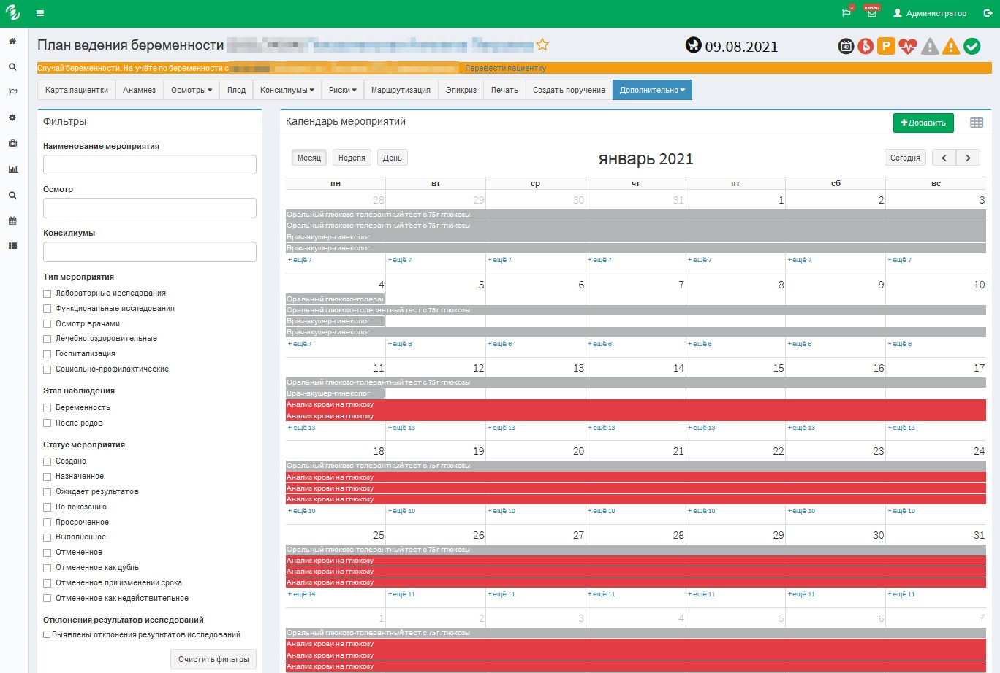 2
10380
Администратор
План ведения беременности
09.08.2021
40
P
Случай беременности. На учёте по беременности с
Перевести пациентку
Карта пациентки Анамнез Осмотры Плод Консилиумы Риски Маршрутизация Эпикриз Печать Создать поручение Дополнительно
Фильтры
Наименование мероприятия
Осмотр
Консилиумы
Тип мероприятия
Лабораторные исследования
Функциональные исследования
Осмотр врачами
Лечебно-оздоровительные
Госпитализация
Социально-профилактические
Этап наблюдения
Беременность
После родов
Статус мероприятия
Создано
Назначенное
Ожидает результатов
По показанию
Просроченное
Выполненное
Отмененное
Отмененное как дубль
Отмененное при изменении срока
Отмененное как недействительное
Отклонения результатов исследований
Выявлены отклонения результатов исследований
Очистить фильтры
Календарь мероприятий
+Добавить
Месяц Неделя День
январь 2021
Сегодня
пн вт ср чт пт сб вс
28 29 30 31 1 2 3
Оральный глюкозо-толерантный тест с 75 г глюкозы
Оральный глюкозо-толерантный тест с 75 г глюкозы
Врач-акушер-гинеколог
Врач-акушер-гинеколог
+ ещё 7 + ещё 7 + ещё 7 + ещё 7 + ещё 7 + ещё 7 + ещё 7
4 5 6 7 8 9 10
Оральный глюкозо-толера
Оральный глюкозо-толерантный тест с 75 г глюкозы
Врач-акушер-гинеколог
Врач-акушер-гинеколог
+ ещё 7 + ещё 6 + ещё 6 + ещё 6 + ещё 6 + ещё 6 + ещё 6
11 12 13 14 15 16 17
Оральный глюкозо-толерантный тест с 75 г глюкозы
Врач-акушер-гинеколог
Анализ крови на глюкозу
Анализ крови на глюкозу
+ ещё 13 + ещё 13 + ещё 13 + ещё 13 + ещё 13 + ещё 13 + ещё 13
18 19 20 21 22 23 24
Оральный глюкозо-толерантный тест с 75 г глюкозы
Анализ крови на глюкозу
Анализ крови на глюкозу
Анализ крови на глюкозу
+ ещё 10 + ещё 10 + ещё 10 + ещё 10 + ещё 10 + ещё 10 + ещё 10
25 26 27 28 29 30 31
Оральный глюкозо-толерантный тест с 75 г глюкозы
Анализ крови на глюкозу
Анализ крови на глюкозу
Анализ крови на глюкозу
+ ещё 14 + ещё 11 + ещё 11 + ещё 11 + ещё 11 + ещё 11 + ещё 11
1 2 3 4 5 6 7
Оральный глюкозо-толерантный тест с 75 г глюкозы
Анализ крови на глюкозу
Анализ крови на глюкозу
Анализ крови на глюкозу